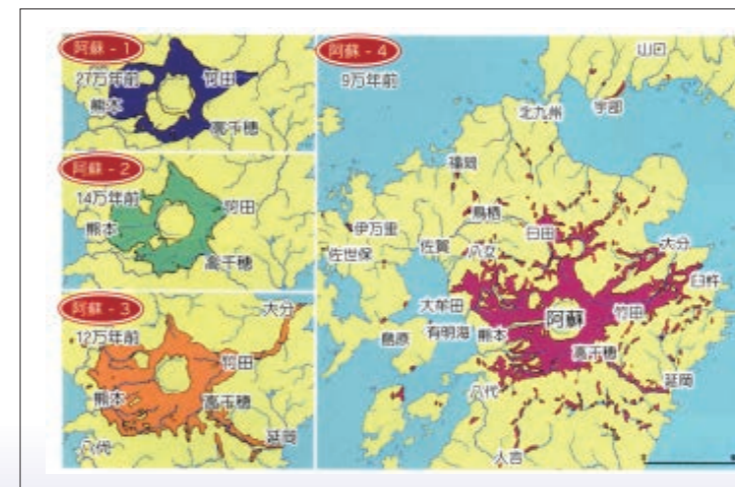 阿蘇-1
27万年前
竹田
熊本
高千穂
阿蘇-2
14万年前
竹田
熊本
高千穂
阿蘇-3
大分
12万年前
竹田
熊本
高千穂
延岡
八代
阿蘇-4
9万年前
山口
宇部
北九州
福岡
鳥栖
伊万里
日田
大分
佐世保
佐賀
八女
臼杵
大牟田
阿蘇
竹田
島原
有明海
熊本
高千穂
八代
延岡
人吉